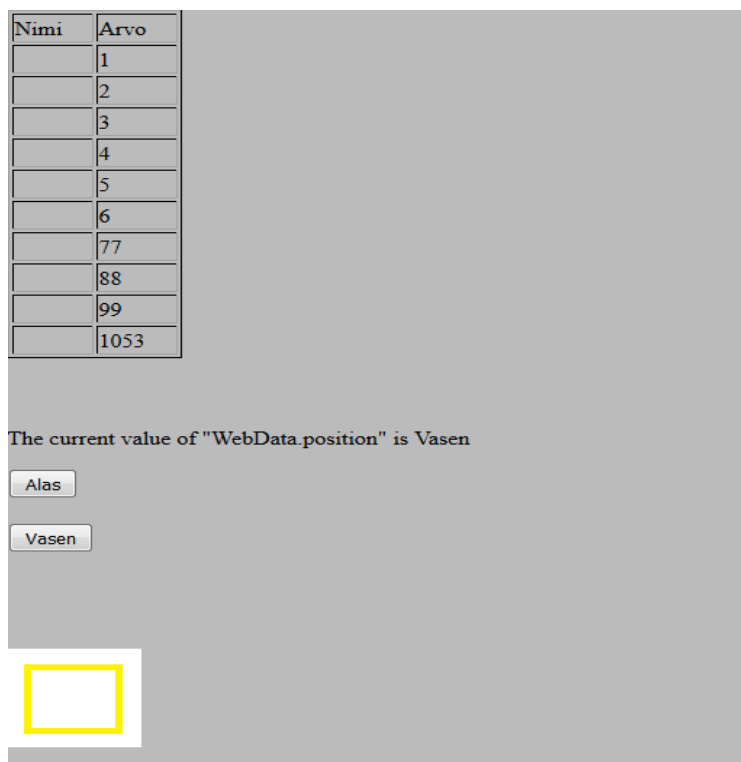 Nimi Arvo
1
2
3
4
5
6
77
88
99
1053
The current value of "WebData.position" is Vasen
Alas
Vasen